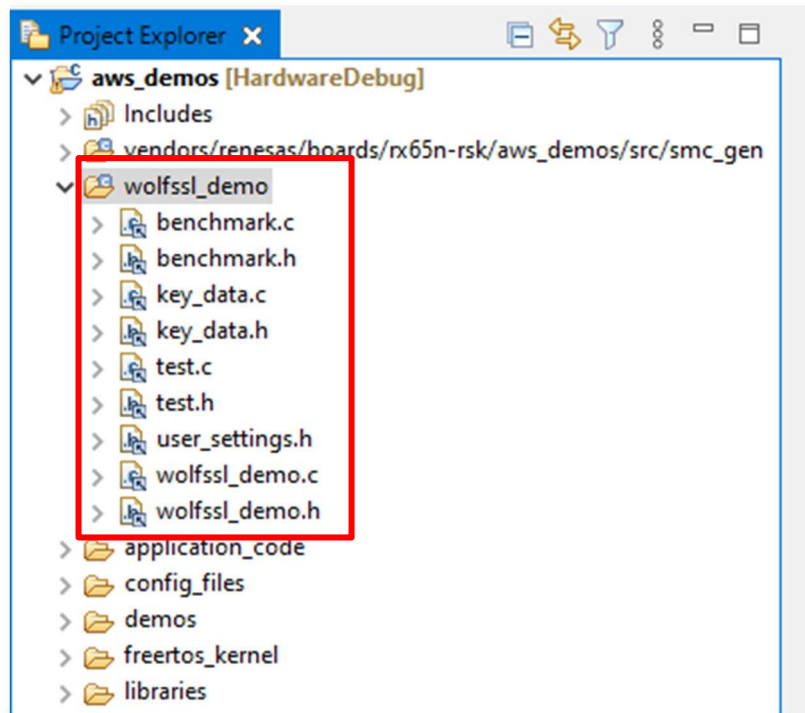 Project Explorer
aws_demos [HardwareDebug]
Includes
vendors/renesas/boards/rx65n-rsk/aws_demos/src/smc_gen
wolfssl_demo
benchmark.c
benchmark.h
key_data.c
key_data.h
test.c
test.h
user_settings.h
wolfssl_demo.c
wolfssl_demo.h
application_code
config_files
demos
freertos_kernel
libraries